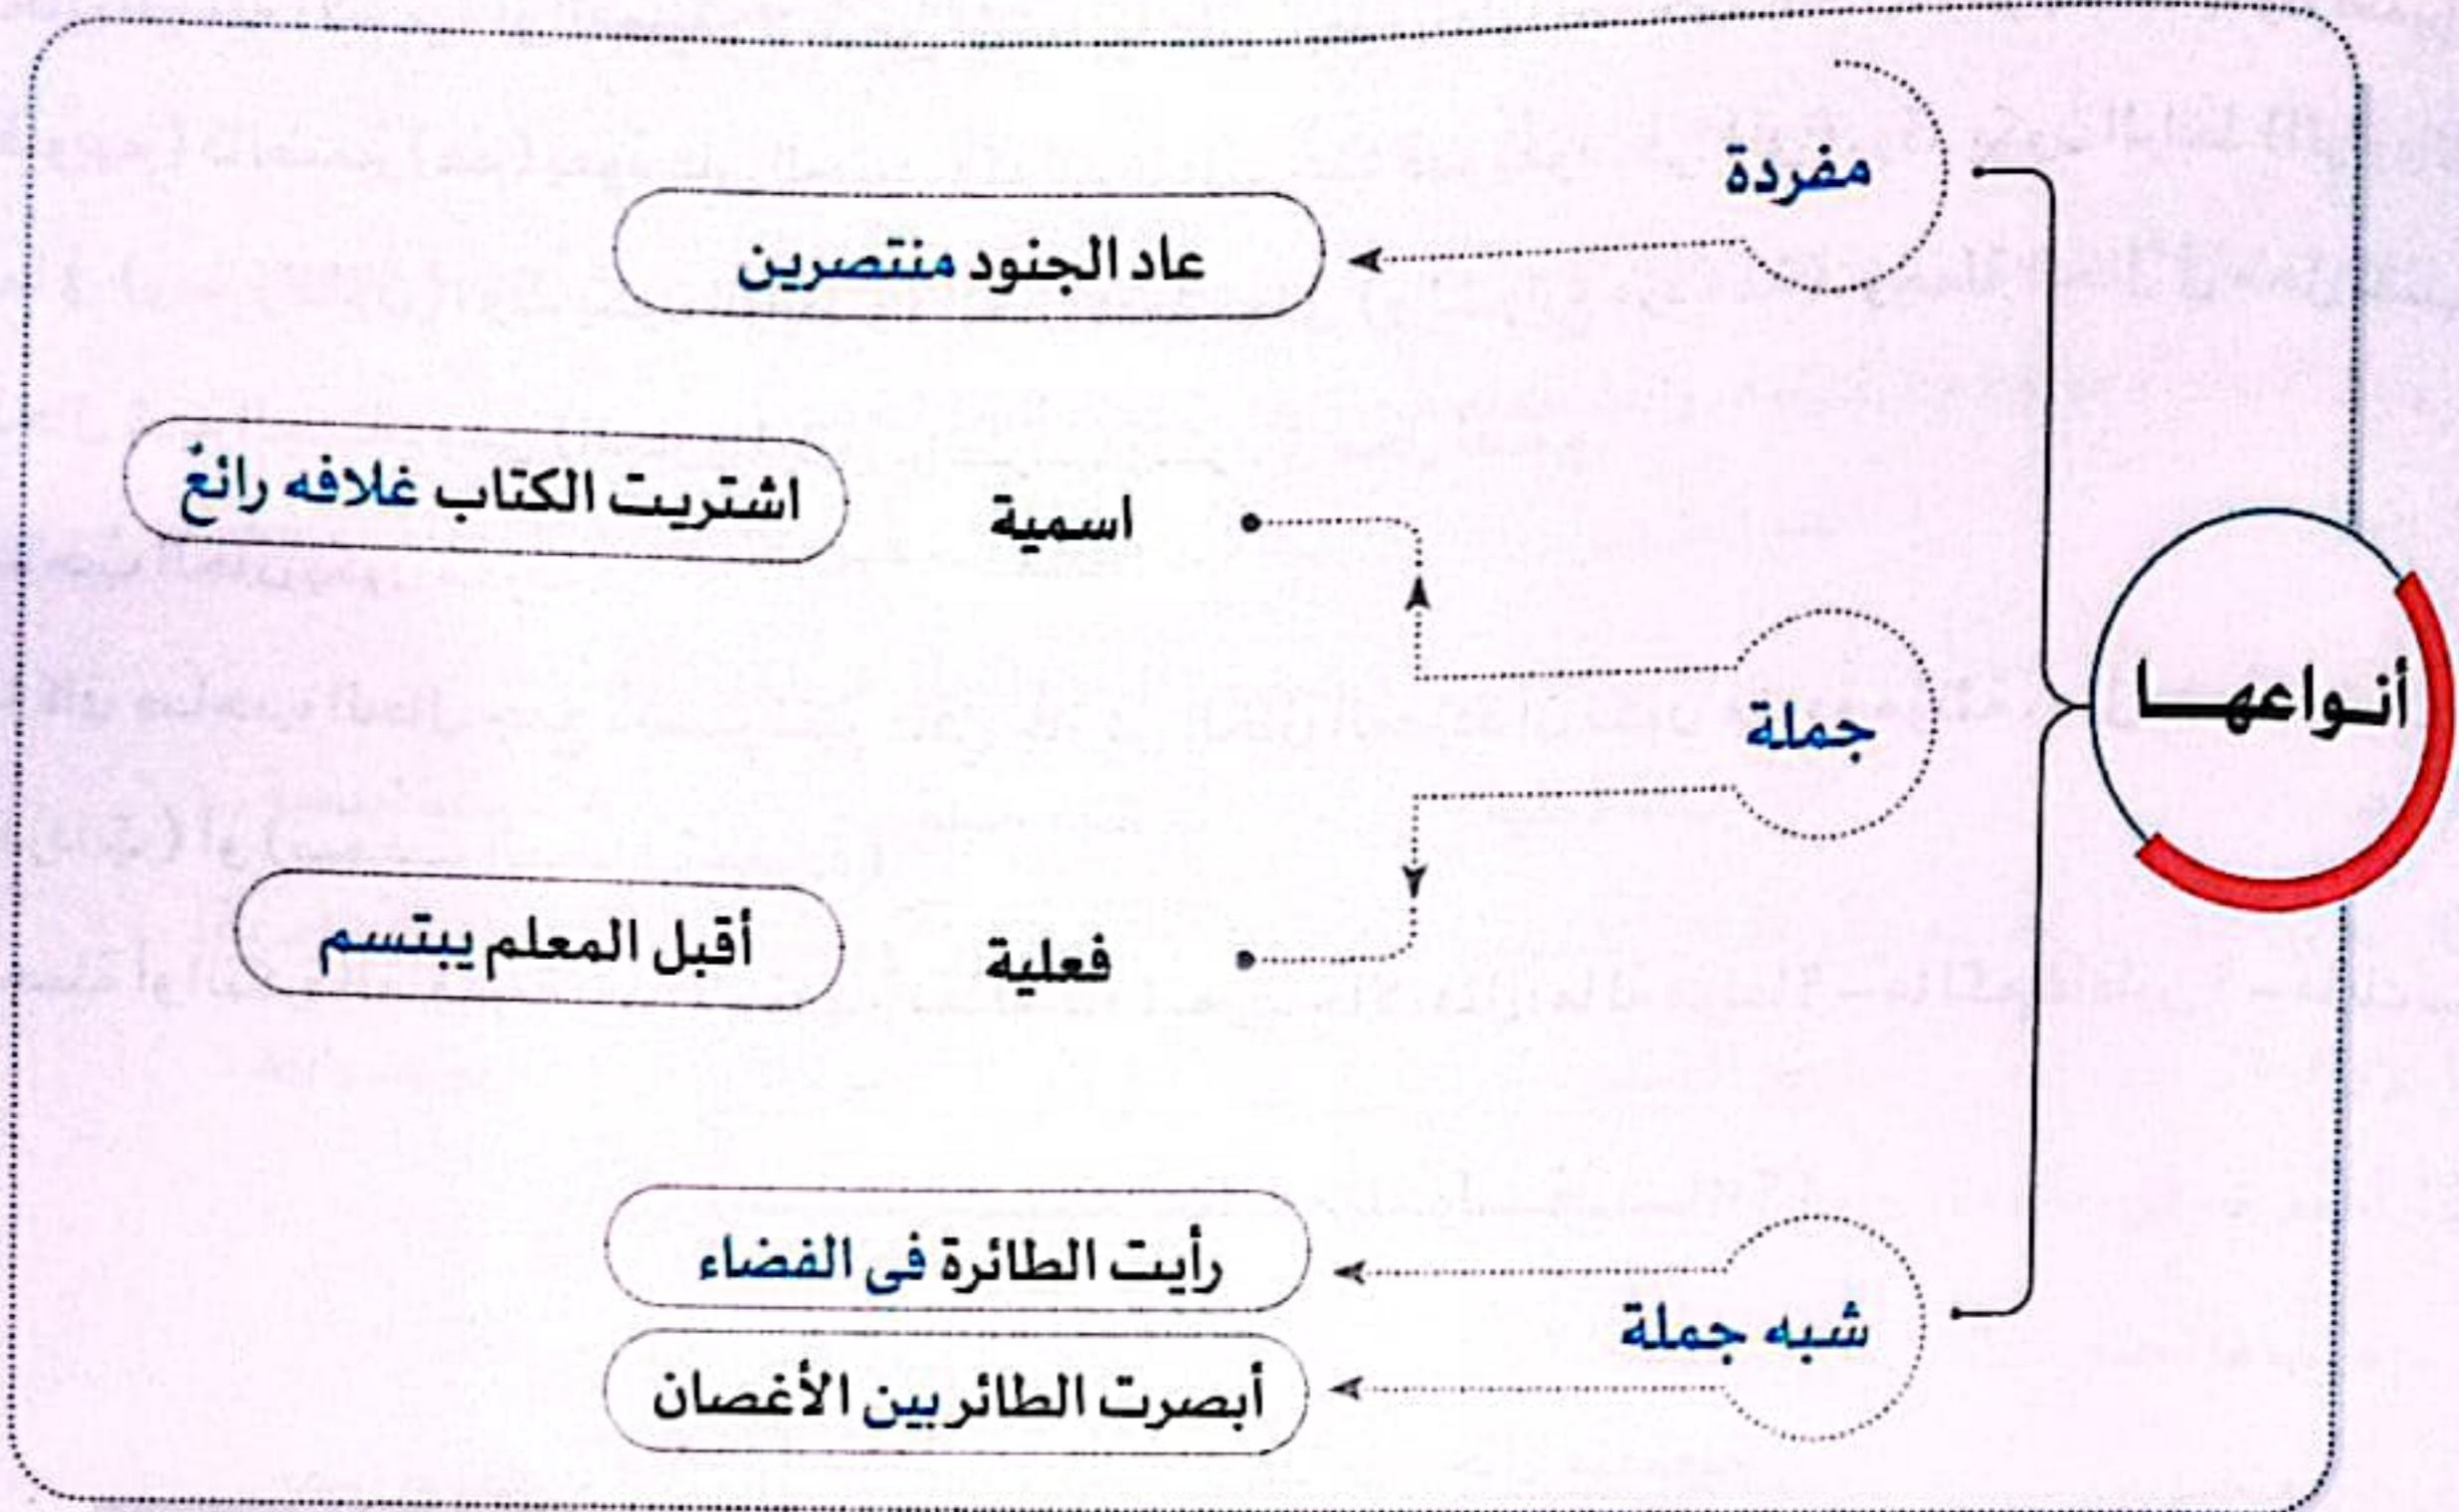 أنواعها
مفردة
عاد الجنود منتصرين
جملة
اسمية
اشتريت الكتاب غلافه رائعٌ
فعلية
أقبل المعلم يبتسم
شبه جملة
رأيت الطائرة فى الفضاء
أبصرت الطائر بين الأغصان